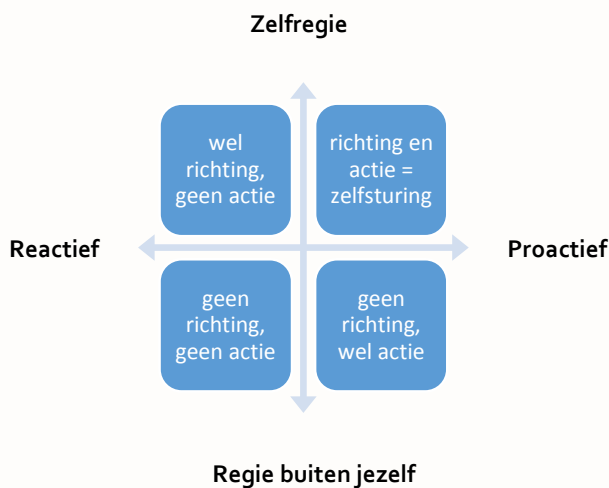 Zelfregie
wel
richting,
geen actie
richting en
actie =
zelfsturing
Reactief
Proactief
geen
richting,
geen actie
geen
richting,
wel actie
Regie buiten jezelf